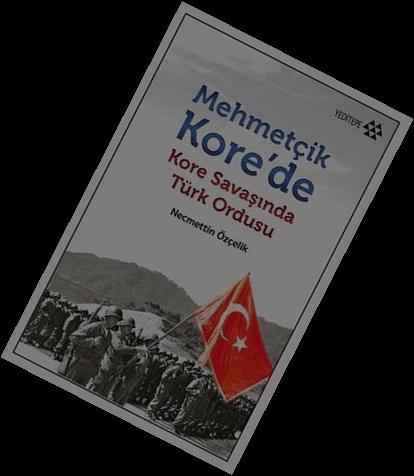 YEDİTEPE
Mehmetçik
Kore'de
Kore Savaşında
Türk Ordusu
Necmettin Özçelik